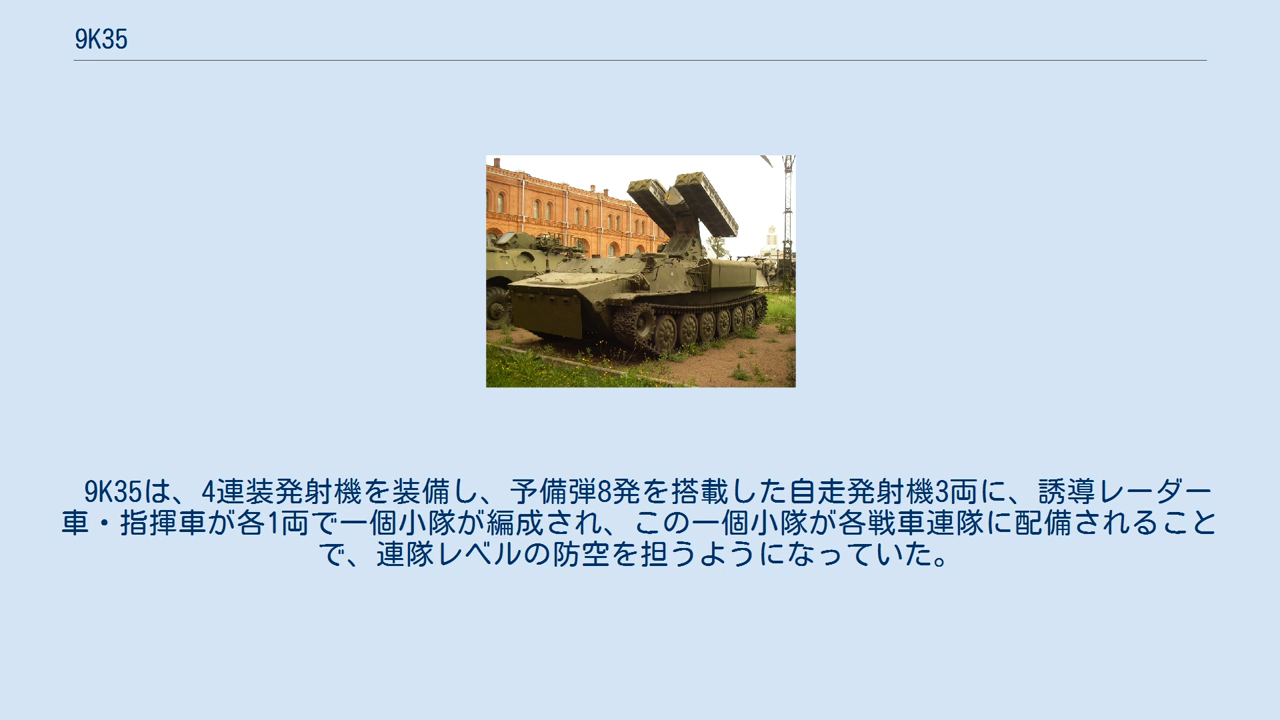 9K35
9K35は、4連装発射機を装備し、予備弾8発を搭載した自走発射機3両に、誘導レーダー
車・指揮車が各1両で一個小隊が編成され、この一個小隊が各戦車連隊に配備されること
で、連隊レベルの防空を担うようになっていた。